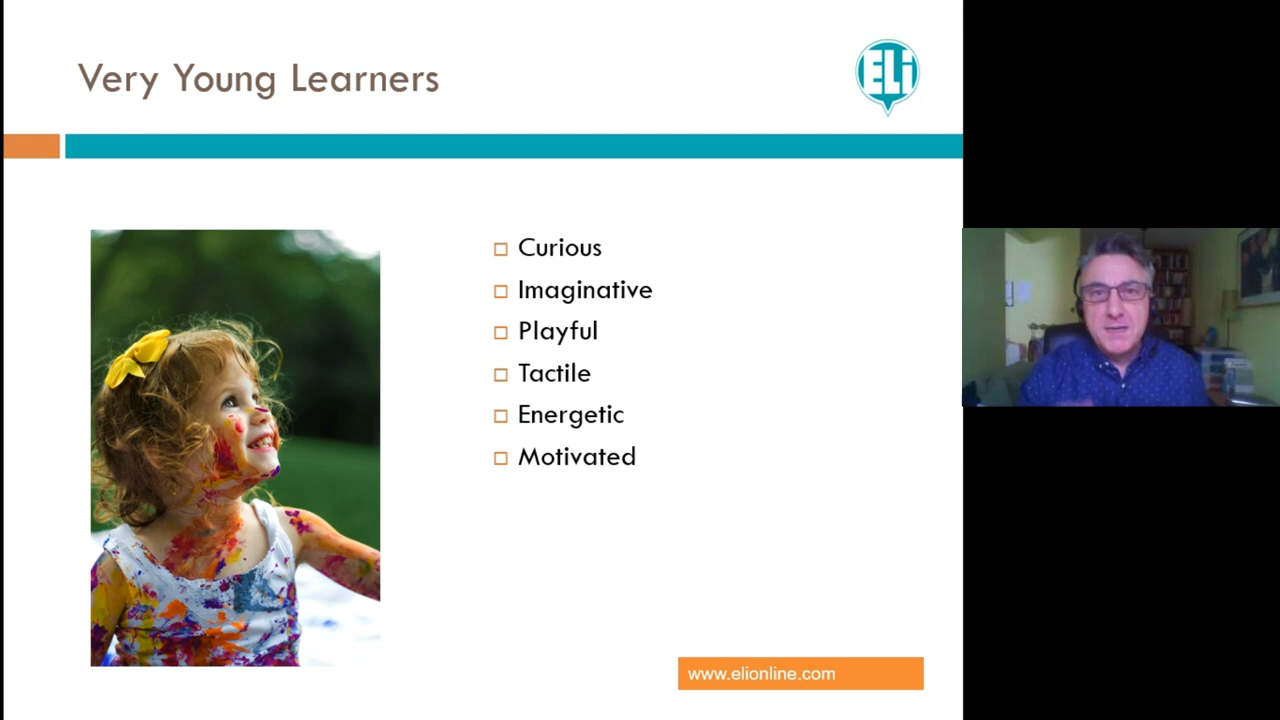 Very Young Learners
ELi
Curious
Imaginative
Playful
Tactile
Energetic
Motivated
www.elionline.com